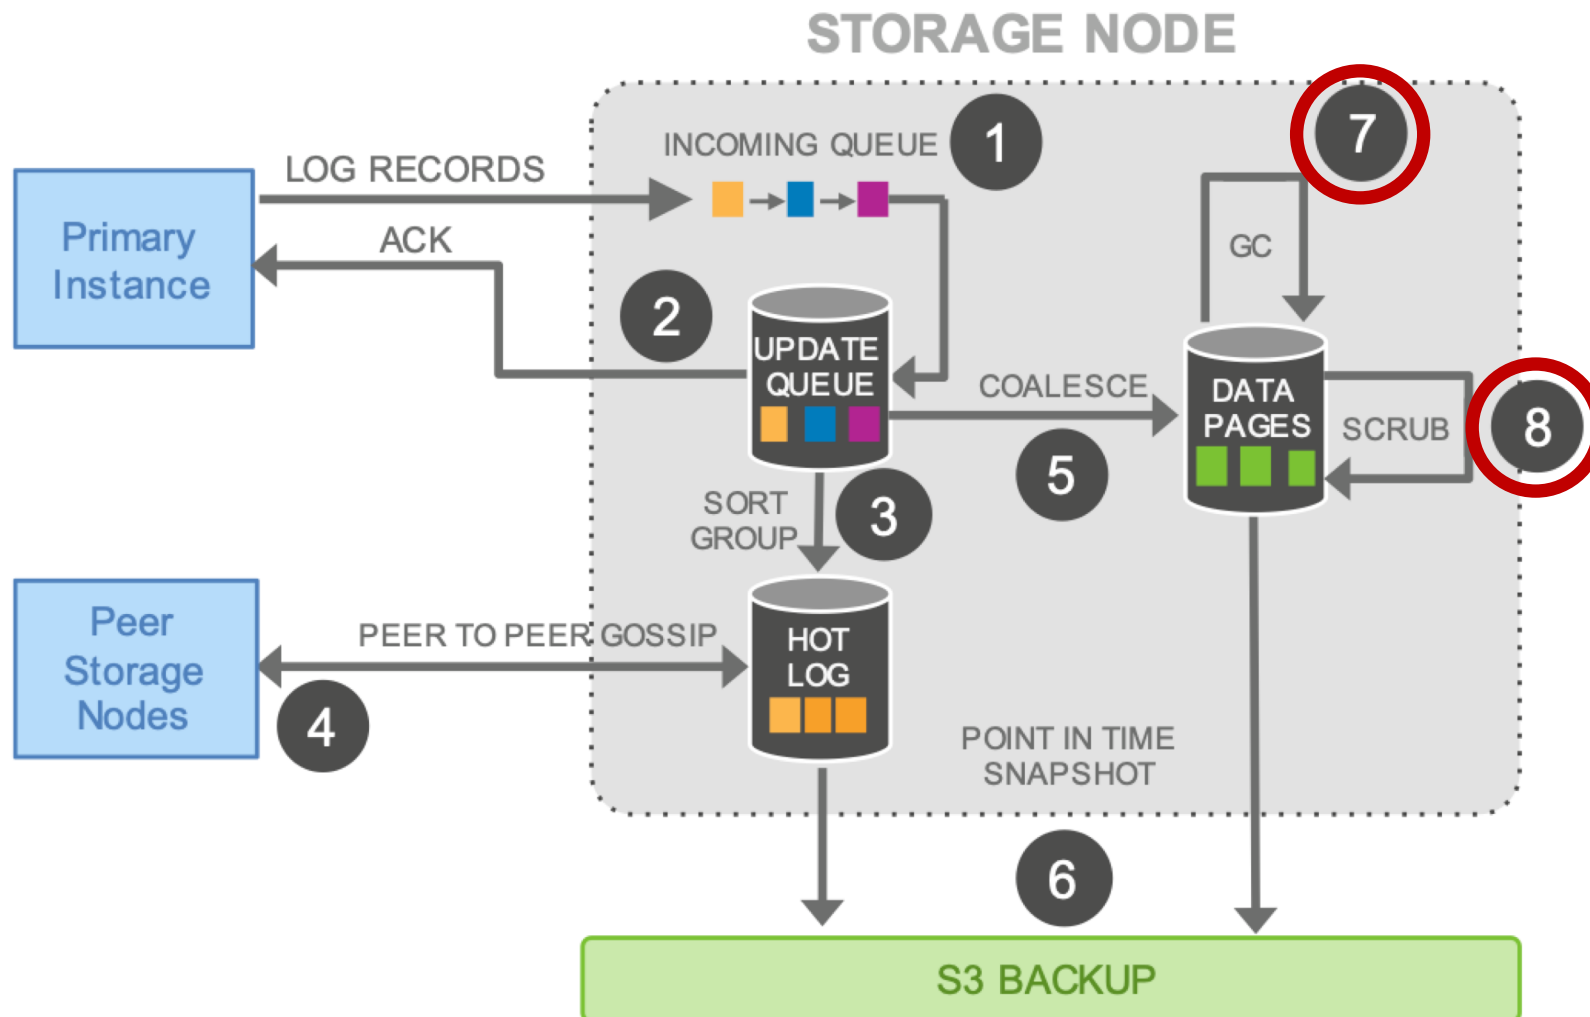 STORAGE NODE
7
INCOMING QUEUE
1
LOG RECORDS
Primary
Instance
ACK
GC
2
UPDATE
QUEUE
COALESCE
5
DATA
PAGES
SCRUB
8
SORT
GROUP
3
Peer
Storage
Nodes
PEER TO PEER GOSSIP
4
HOT
LOG
POINT IN TIME
SNAPSHOT
6
S3 BACKUP